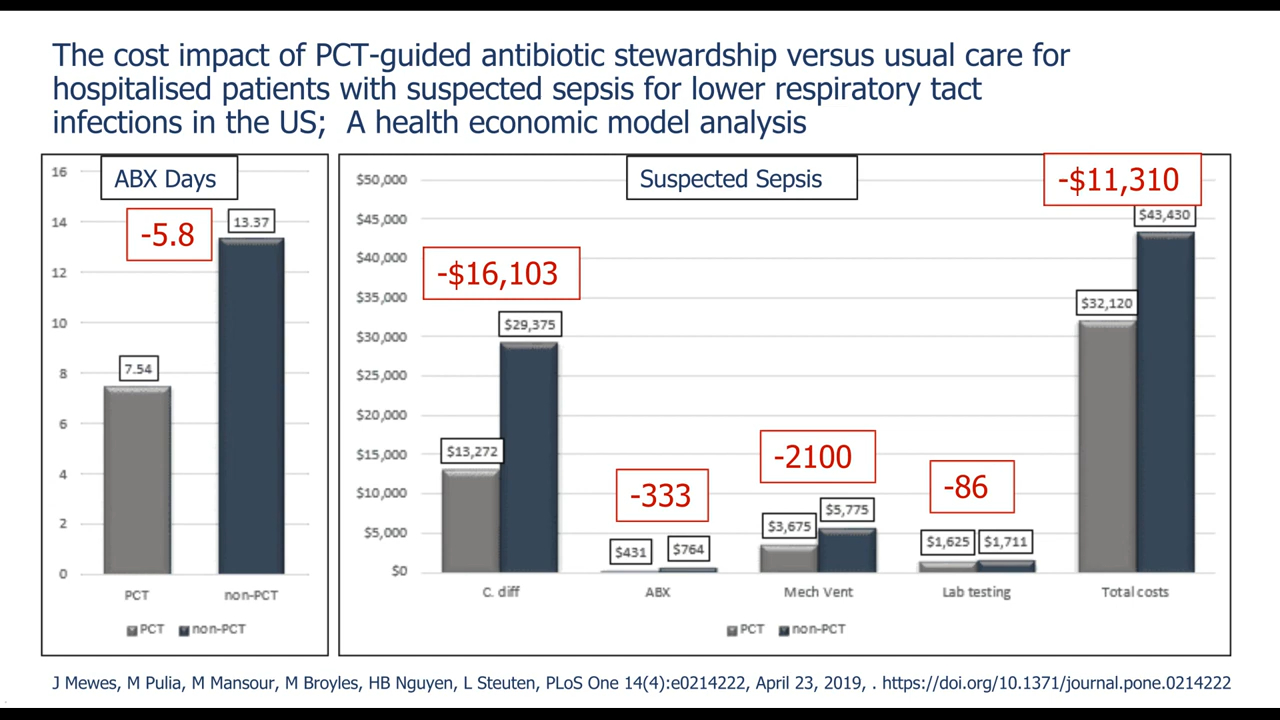 The cost impact of PCT-guided antibiotic stewardship versus usual care for
hospitalised patients with suspected sepsis for lower respiratory tact
infections in the US;  A health economic model analysis
ABX Days
16
14
12
10
8
6
4
2
0
-5.8
13.37
7.54
PCT
non-PCT
PCT
non-PCT
Suspected Sepsis
$50,000
$45,000
$40,000
$35,000
$30,000
$25,000
$20,000
$15,000
$10,000
$5,000
$0
-$16,103
$13,272
$29,375
-333
$431
$764
-2100
$3,675
$5,775
-86
$1,625
$1,711
-$11,310
$32,120
$43,430
C. diff
ABX
Mech Vent
Lab testing
Total costs
PCT
non-PCT
J Mewes, M Pulia, M Mansour, M Broyles, HB Nguyen, L Steuten, PLoS One 14(4):e0214222, April 23, 2019, . https://doi.org/10.1371/journal.pone.0214222